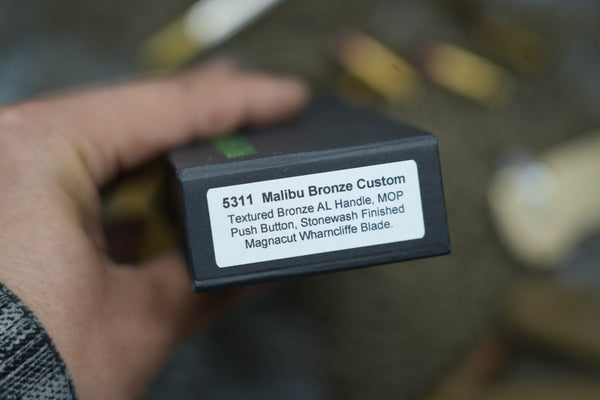 5311 Malibu Bronze Custom
Textured Bronze AL Handle, MOP
Push Button, Stonewash Finished
Magnacut Wharncliffe Blade.